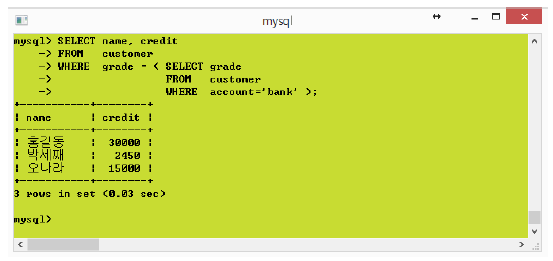 mysql
mysql> SELECT name, credit
-> FROM customer
-> WHERE grade = ( SELECT grade
-> FROM customer
-> WHERE account='bank' );
+-----------+--------+
| name | credit |
+-----------+--------+
| 홍길동 | 30000 |
| 박세째 | 2450 |
| 오나라 | 15000 |
+-----------+--------+
3 rows in set (0.03 sec)
mysql>